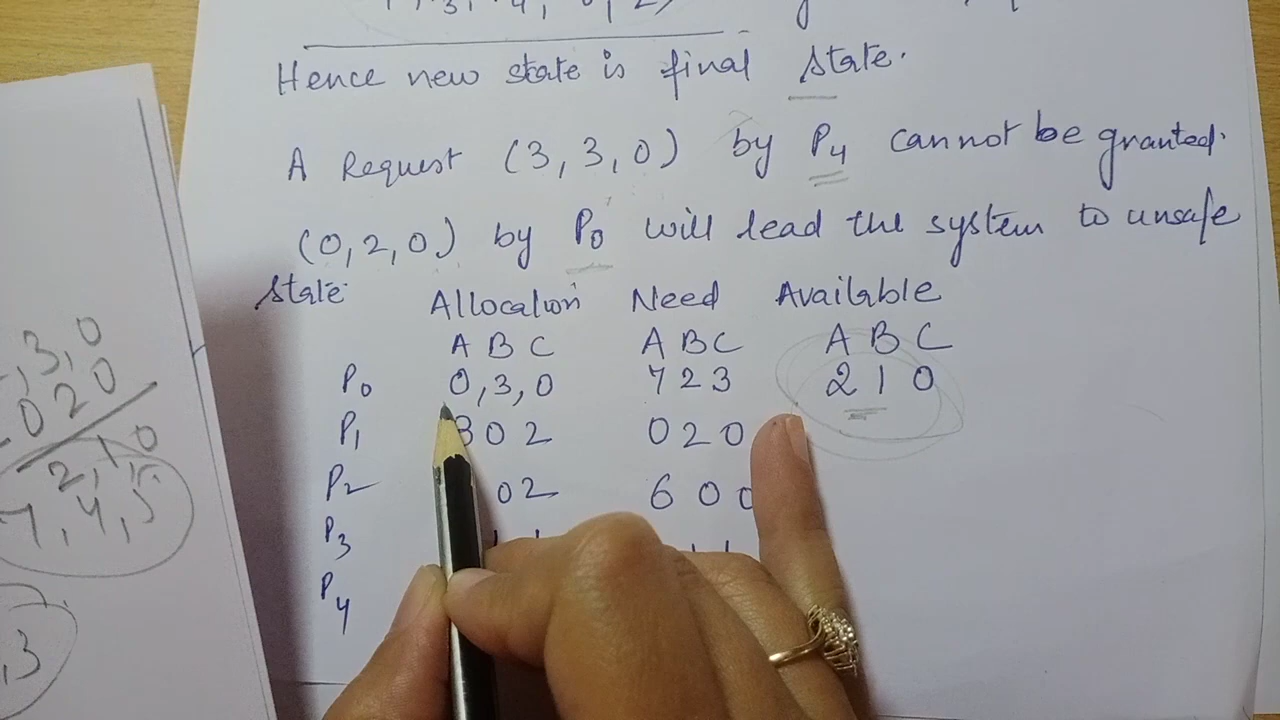 Hence new state is final state.
A Request (3, 3, 0) by P4 cannot be granted.
(0, 2, 0) by P0 will lead the system to unsafe
state.
Allocation Need Available
A B C A B C A B C
P0 0, 3, 0 7 2 3 2 1 0
P1 3 0 2 0 2 0
P2 0 2 6 0 0
P3
P4
3, 0
0 2 0
2, 1, 0
7, 4, 5
, 3